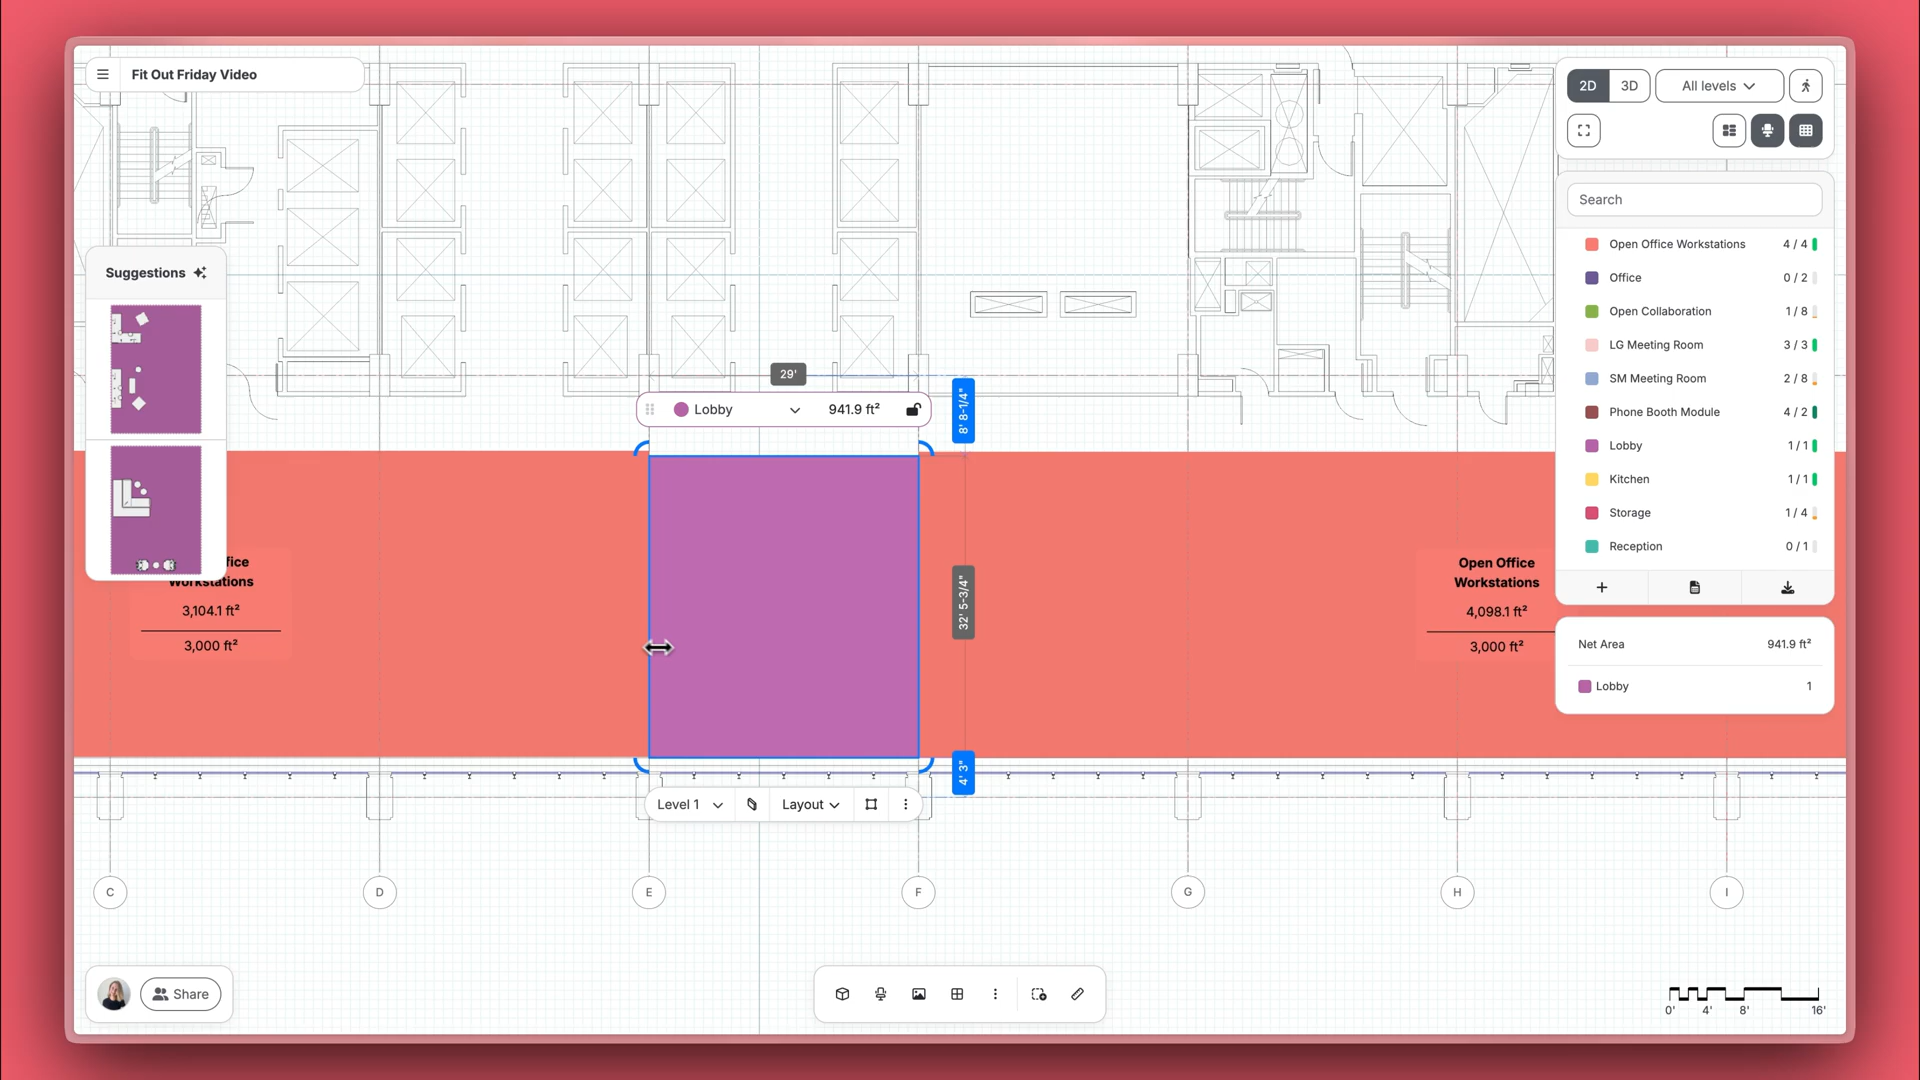 Fit Out Friday Video
2D
3D
All levels
Search
Open Office Workstations
4 / 4
Office
0 / 2
Open Collaboration
1 / 8
LG Meeting Room
3 / 3
SM Meeting Room
2 / 8
Phone Booth Module
4 / 2
Lobby
1 / 1
Kitchen
1 / 1
Storage
1 / 4
Reception
0 / 1
Net Area
941.9 ft²
Lobby
1
Suggestions
29'
Lobby
941.9 ft²
8' 8-1/4"
32' 5-3/4"
4' 3"
fice
Workstations
3,104.1 ft²
3,000 ft²
Open Office
Workstations
4,098.1 ft²
3,000 ft²
Level 1
Layout
C
D
E
F
G
H
I
Share
0'
4'
8'
16'